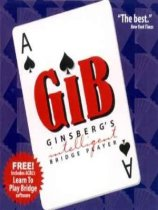 A
"The best."
New York Times
GIB
GINSBERG'S
intelligent
BRIDGE PLAYER
FREE!
Includes ACBL's
Learn To
Play Bridge
software